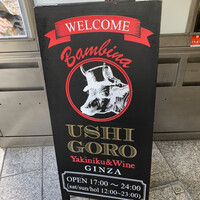 WELCOME
Bambina
USHI
GORO
Yakiniku&Wine
GINZA
OPEN 17:00～24:00
(sat/sun/hol 12:00~23:00)